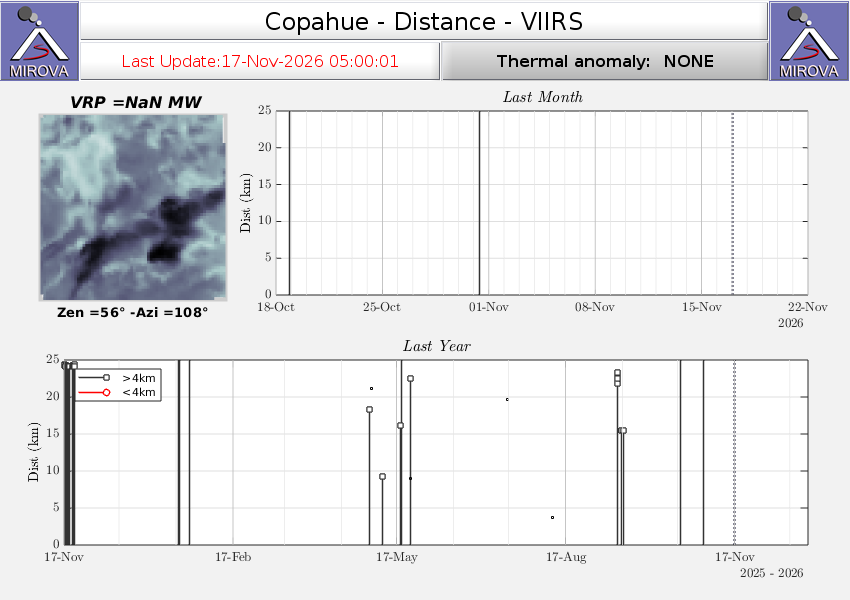 Copahue - Distance - VIIRS
MIROVA
Last Update:17-Nov-2026 05:00:01
Thermal anomaly: NONE
MIROVA
VRP =NaN MW
Zen =56° -Azi =108°
Last Month
Dist (km)
25
20
15
10
5
0
18-Oct
25-Oct
01-Nov
08-Nov
15-Nov
22-Nov
2026
Last Year
Dist (km)
25
20
15
10
5
0
>4km
<4km
17-Nov
17-Feb
17-May
17-Aug
17-Nov
2025 - 2026